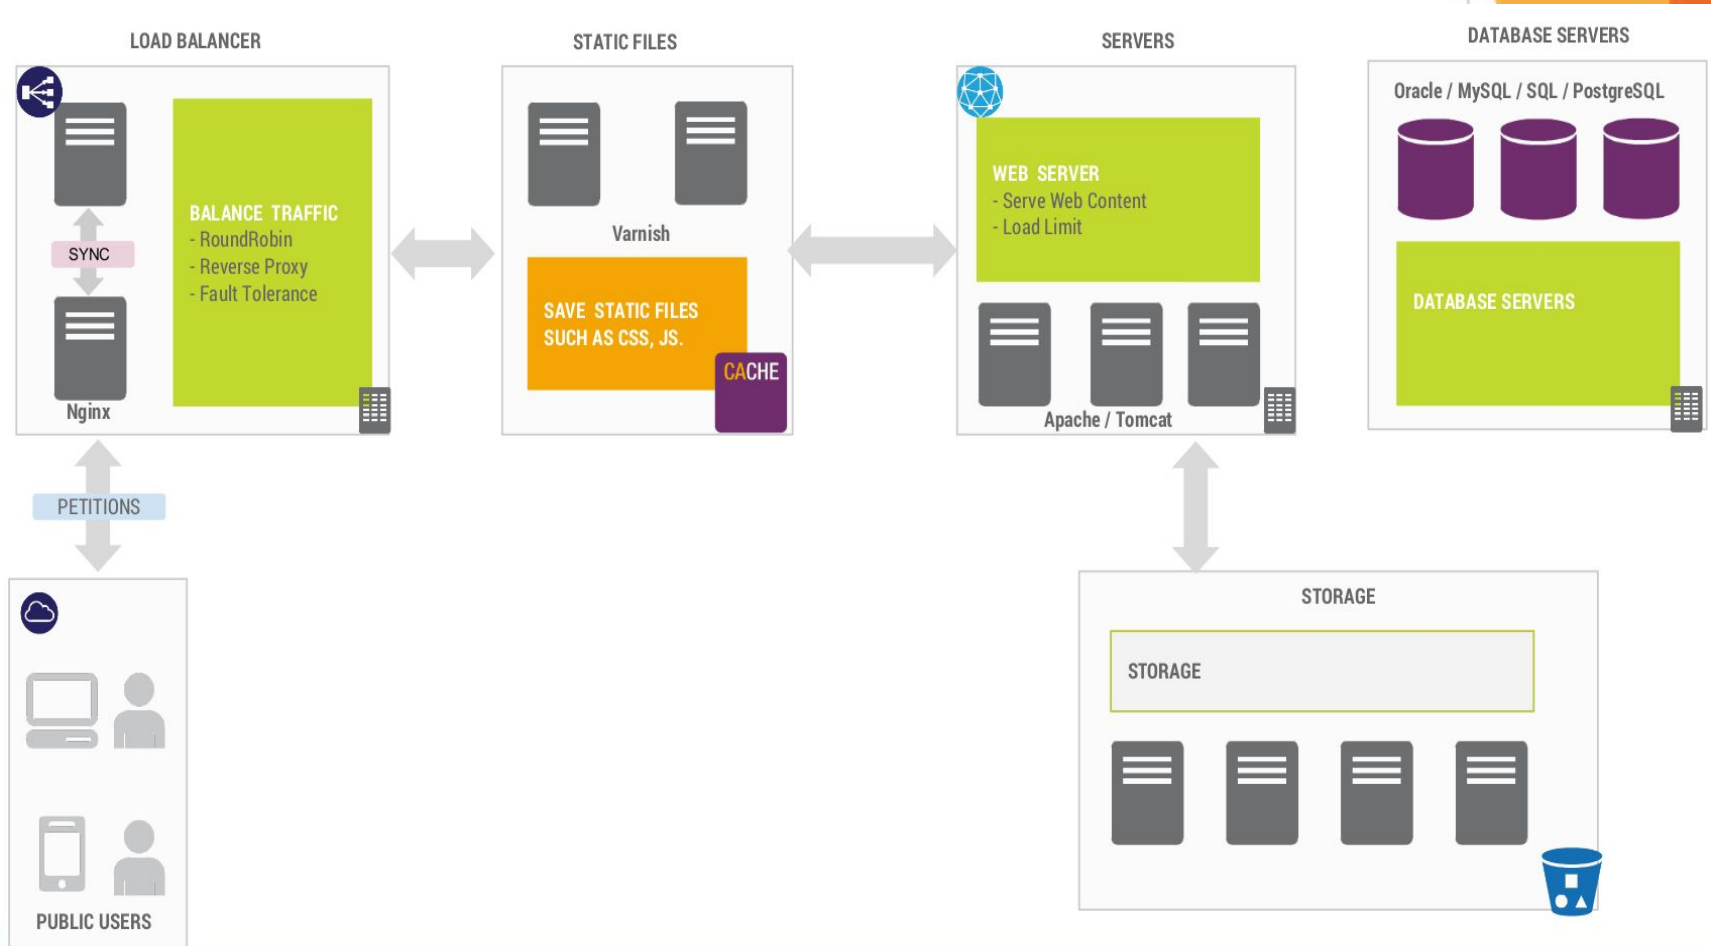 LOAD BALANCER
BALANCE TRAFFIC
- RoundRobin
- Reverse Proxy
- Fault Tolerance
SYNC
Nginx
STATIC FILES
Varnish
SAVE STATIC FILES
SUCH AS CSS, JS.
CACHE
SERVERS
WEB SERVER
- Serve Web Content
- Load Limit
Apache / Tomcat
DATABASE SERVERS
Oracle / MySQL / SQL / PostgreSQL
DATABASE SERVERS
PETITIONS
PUBLIC USERS
STORAGE
STORAGE